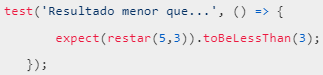 test('Resultado menor que...', () => {
expect(restar(5,3)).toBeLessThan(3);
});